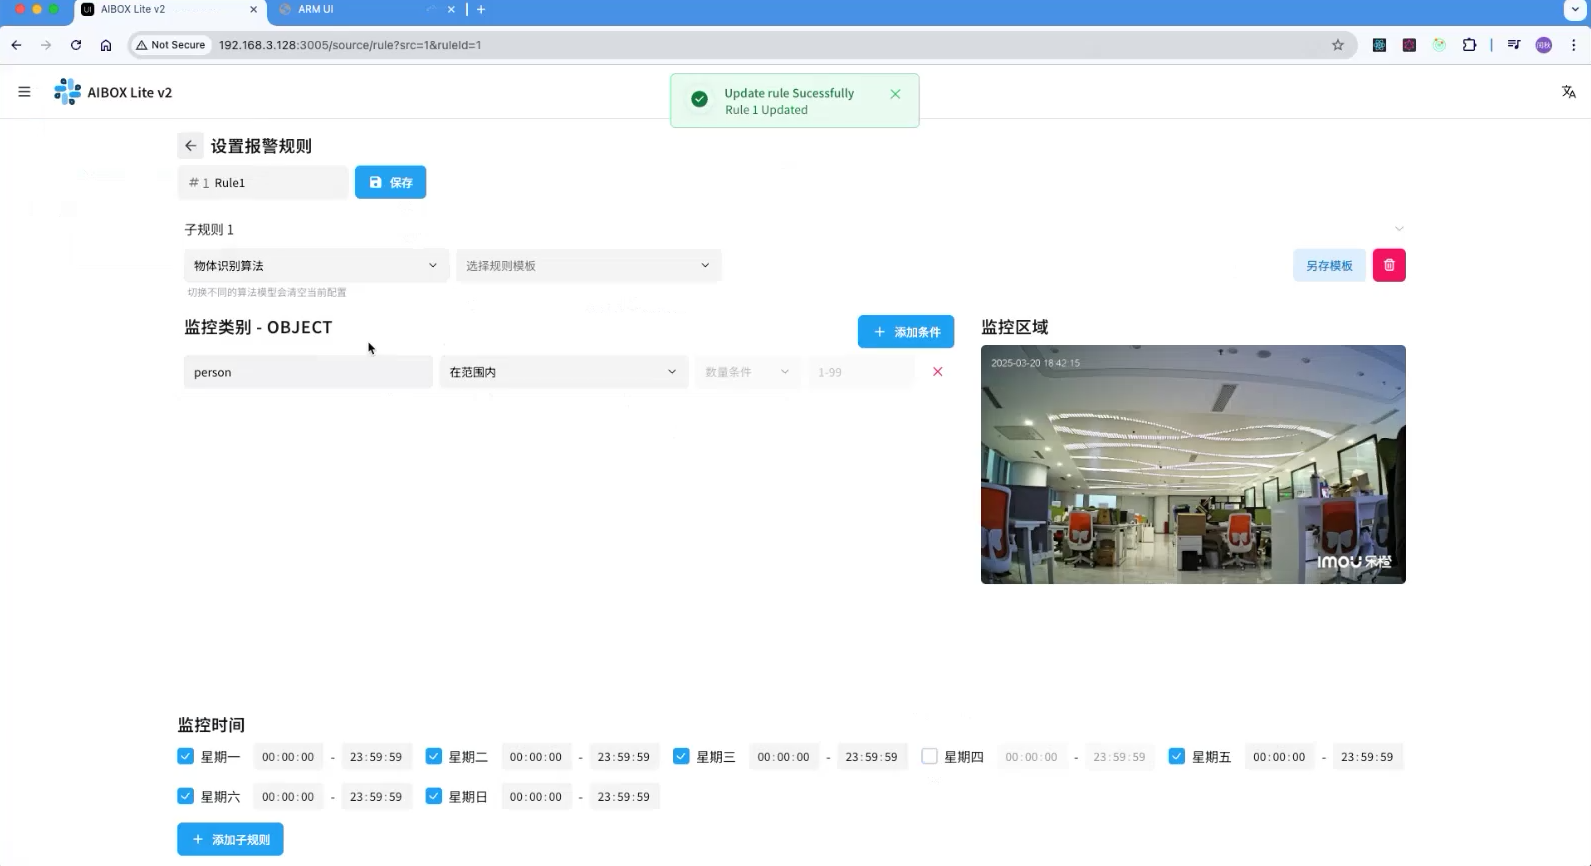 AIBOX Lite v2
ARM UI
Not Secure
192.168.3.128:3005/source/rule?src=1&ruleId=1
AIBOX Lite v2
Update rule Sucessfully
Rule 1 Updated
设置报警规则
# 1 Rule1
保存
子规则 1
物体识别算法
选择规则模板
另存模板
切换不同的算法模型会清空当前配置
监控类别 - OBJECT
添加条件
监控区域
person
在范围内
数量条件
1-99
2025-03-20 18:42:15
imou 乐橙
监控时间
星期一 00:00:00 - 23:59:59
星期二 00:00:00 - 23:59:59
星期三 00:00:00 - 23:59:59
星期四 00:00:00 - 23:59:59
星期五 00:00:00 - 23:59:59
星期六 00:00:00 - 23:59:59
星期日 00:00:00 - 23:59:59
添加子规则